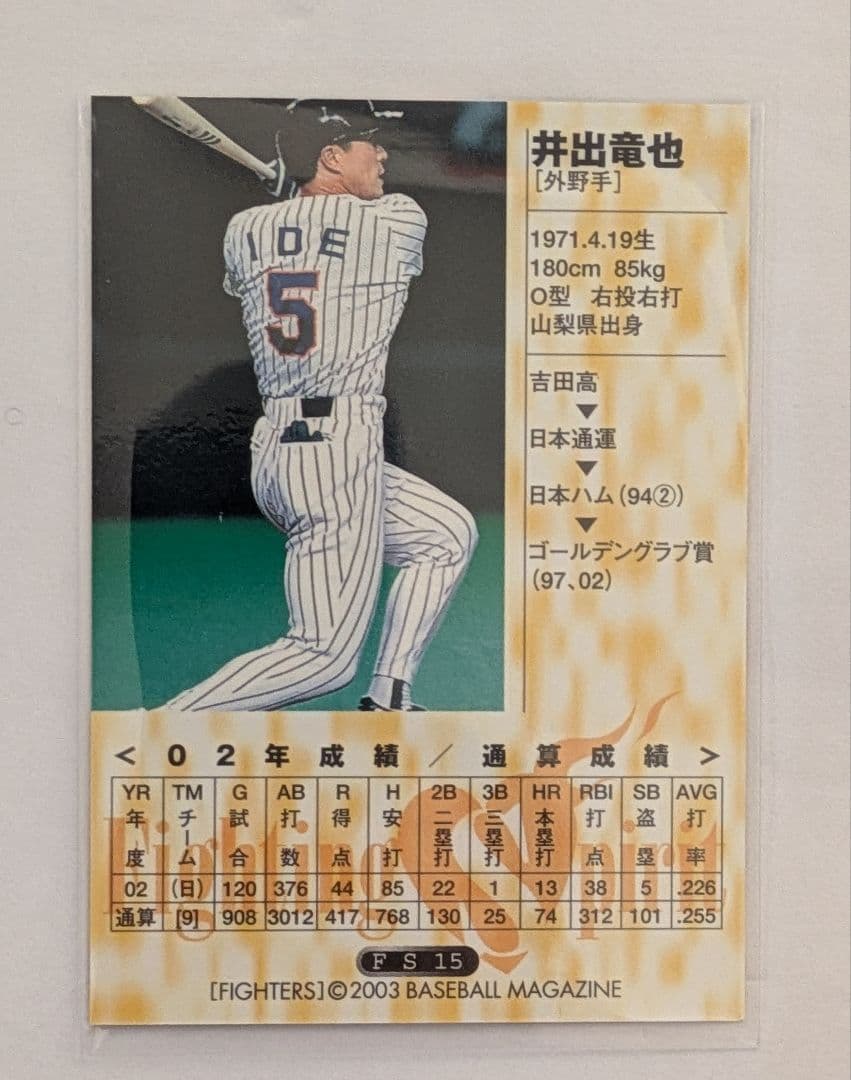 IDE
5
井出竜也
[外野手]
1971.4.19生
180cm 85kg
O型 右投右打
山梨県出身
吉田高
▼
日本通運
▼
日本ハム(94②)
▼
ゴールデングラブ賞
(97、02)
< 02年成績/通算成績 >
YR TM G AB R H 2B 3B HR RBI SB AVG
年度 チーム 試合 打数 得点 安打 二塁打 三塁打 本塁打 打点 盗塁 打率
02 (日) 120 376 44 85 22 1 13 38 5 .226
通算 [9] 908 3012 417 768 130 25 74 312 101 .255
Fighting Spirit
FS 15
[FIGHTERS]©2003 BASEBALL MAGAZINE